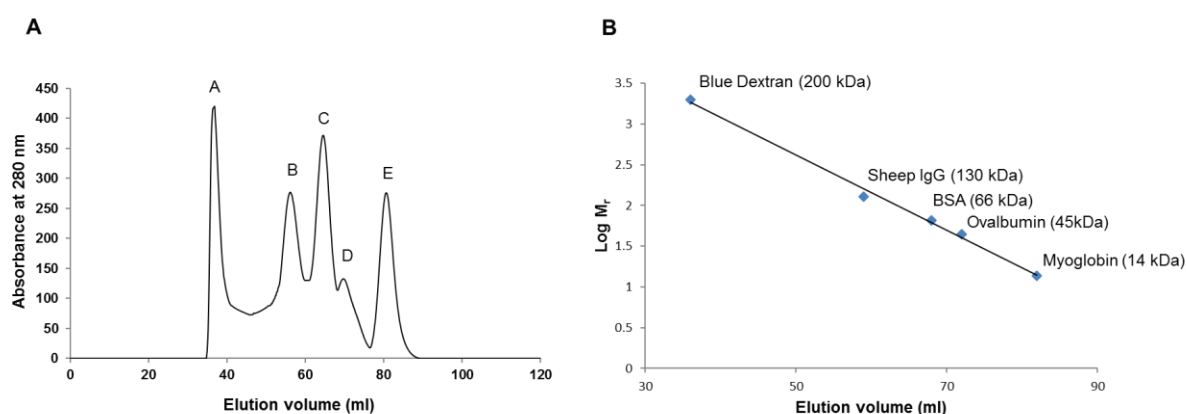 A
B
450
400
350
300
250
200
150
100
50
0
Absorbance at 280 nm
A
B
C
D
E
0 20 40 60 80 100 120
Elution volume (ml)
3.5
3
2.5
2
1.5
1
0.5
0
Log Mr
Blue Dextran (200 kDa)
Sheep IgG (130 kDa)
BSA (66 kDa)
Ovalbumin (45kDa)
Myoglobin (14 kDa)
30 50 70 90
Elution volume (ml)